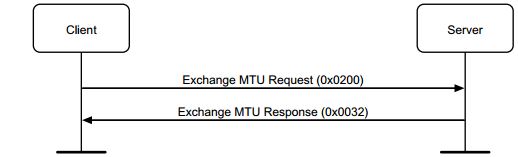 Client
Server
Exchange MTU Request (0x0200)
Exchange MTU Response (0x0032)